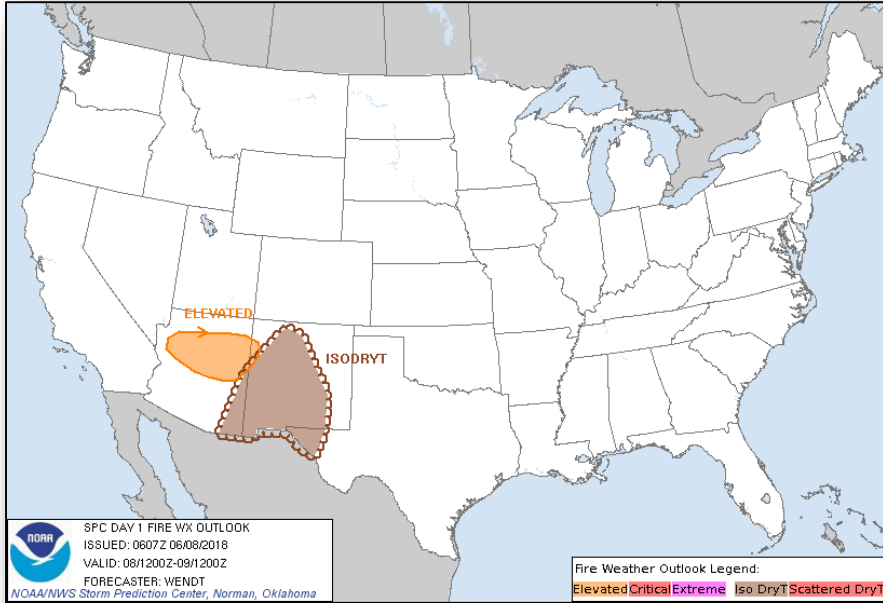 ELEVATED
ISODRYT
NOAA
SPC DAY 1 FIRE WX OUTLOOK
ISSUED: 0607Z 06/08/2018
VALID: 08/1200Z-09/1200Z
FORECASTER: WENDT
NOAA/NWS Storm Prediction Center, Norman, Oklahoma
Fire Weather Outlook Legend:
Elevated Critical Extreme Iso DryT Scattered DryT